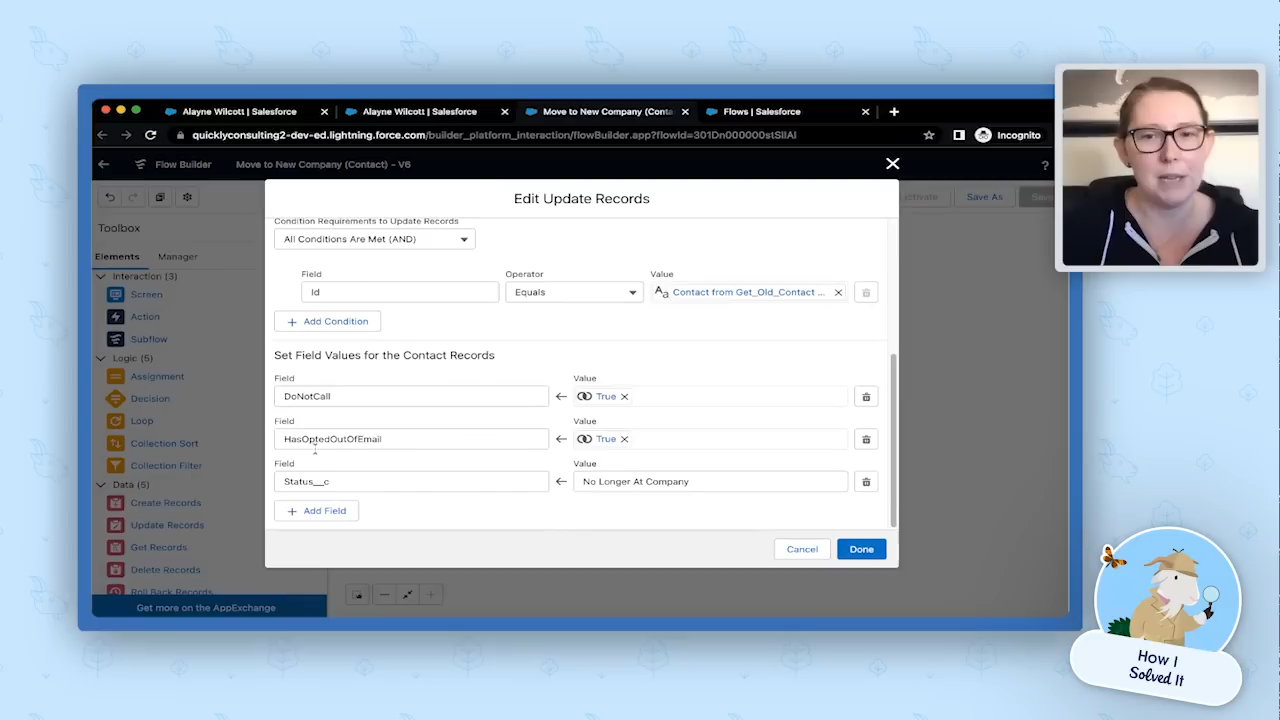 Alayne Wilcott | Salesforce
Alayne Wilcott | Salesforce
Move to New Company (Conta
Flows | Salesforce
quicklyconsulting2-dev-ed.lightning.force.com/builder_platform_interaction/flowBuilder.app?flowId=301Dn000000stSIIAI
Incognito
Flow Builder
Move to New Company (Contact) - V6
?
Edit Update Records
Save As
Toolbox
Elements
Manager
Interaction (3)
Screen
Action
Subflow
Logic (5)
Assignment
Decision
Loop
Collection Sort
Collection Filter
Data (5)
Create Records
Update Records
Get Records
Delete Records
Roll Back Records
Get more on the AppExchange
Condition Requirements to Update Records
All Conditions Are Met (AND)
Field
Operator
Value
Id
Equals
Aa Contact from Get_Old_Contact ...
+ Add Condition
Set Field Values for the Contact Records
Field
Value
DoNotCall
True
Field
Value
HasOptedOutOfEmail
True
Field
Value
Status__c
No Longer At Company
+ Add Field
Cancel
Done
How I
Solved It